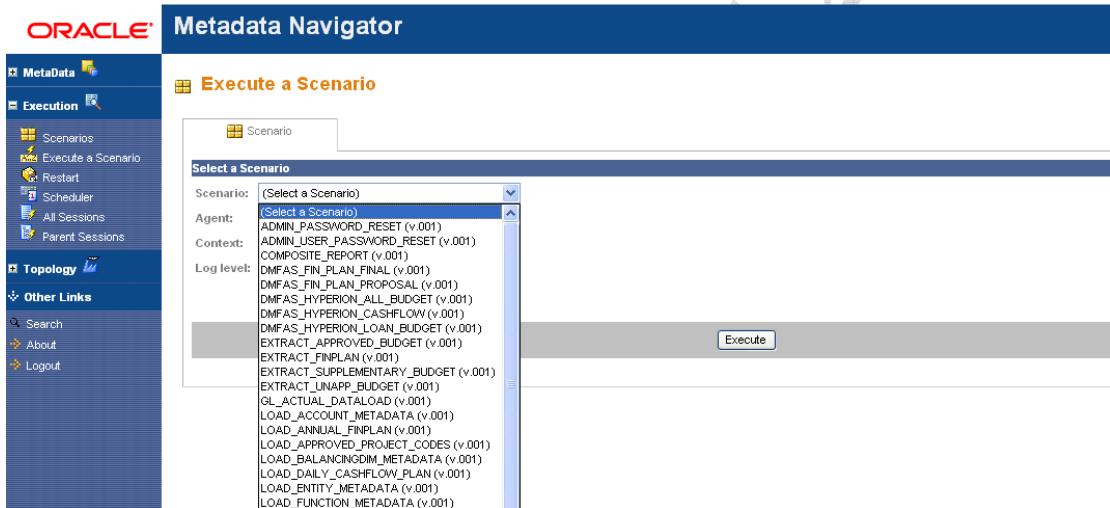 ORACLE Metadata Navigator
MetaData
Execution
Scenarios
Execute a Scenario
Restart
Scheduler
All Sessions
Parent Sessions
Topology
Other Links
Search
About
Logout
Execute a Scenario
Scenario
Select a Scenario
Scenario: (Select a Scenario)
Agent:
Context:
Log level:
(Select a Scenario)
ADMIN_PASSWORD_RESET (v.001)
ADMIN_USER_PASSWORD_RESET (v.001)
COMPOSITE_REPORT (v.001)
DMFAS_FIN_PLAN_FINAL (v.001)
DMFAS_FIN_PLAN_PROPOSAL (v.001)
DMFAS_HYPERION_ALL_BUDGET (v.001)
DMFAS_HYPERION_CASHFLOW (v.001)
DMFAS_HYPERION_LOAN_BUDGET (v.001)
EXTRACT_APPROVED_BUDGET (v.001)
EXTRACT_FINPLAN (v.001)
EXTRACT_SUPPLEMENTARY_BUDGET (v.001)
EXTRACT_UNAPP_BUDGET (v.001)
GL_ACTUAL_DATALOAD (v.001)
LOAD_ACCOUNT_METADATA (v.001)
LOAD_ANNUAL_FINPLAN (v.001)
LOAD_APPROVED_PROJECT_CODES (v.001)
LOAD_BALANCINGDIM_METADATA (v.001)
LOAD_DAILY_CASHFLOW_PLAN (v.001)
LOAD_ENTITY_METADATA (v.001)
LOAD_FUNCTION_METADATA (v.001)
Execute